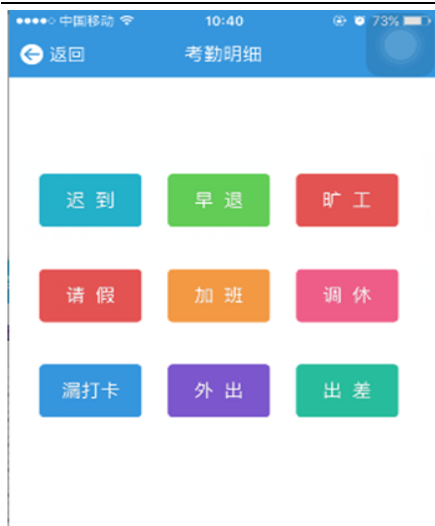 中国移动 10:40 73%
返回 考勤明细
迟到 早退 旷工
请假 加班 调休
漏打卡 外出 出差